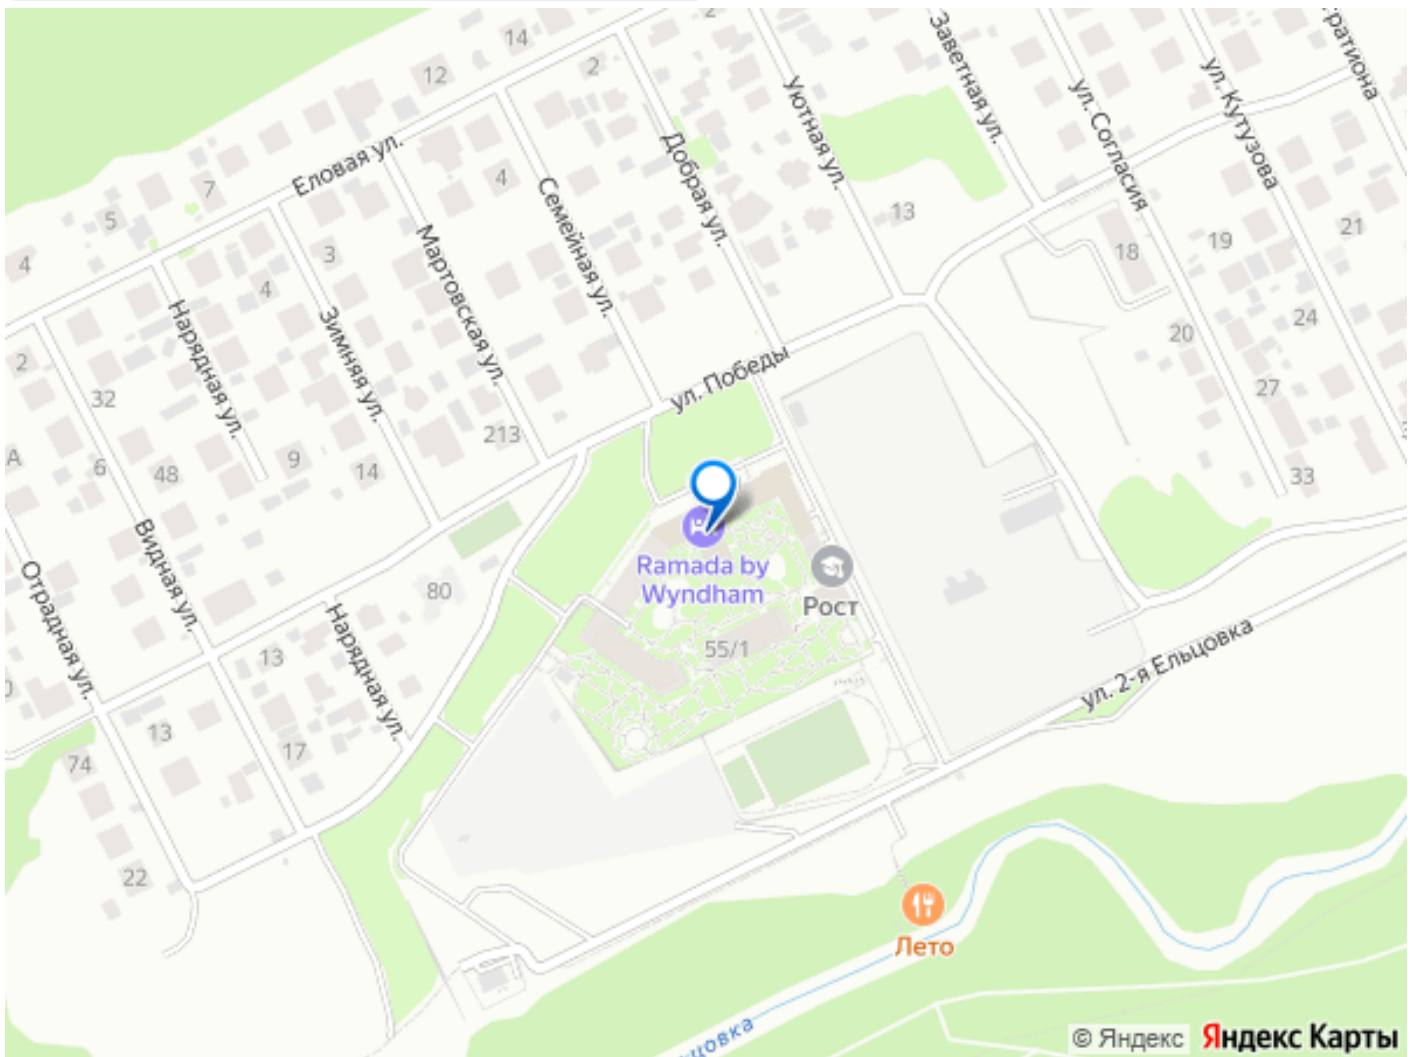 2
14
12
2
Заветная ул.
ул. Согласия
ул. Кутузова
Уютная ул.
Добрая ул.
Еловая ул.
7
4
5
Семейная ул.
13
19
21
18
4
3
4
Мартовская ул.
Нарядная ул.
Зимняя ул.
24
20
2
ул. Победы
32
27
213
А
6
48
9
14
33
Видная ул.
Ramada by
Wyndham
Рост
Отрадная ул.
80
Нарядная ул.
55/1
13
ул. 2-я Ельцовка
13
17
74
22
Лето
© Яндекс
Яндекс Карты